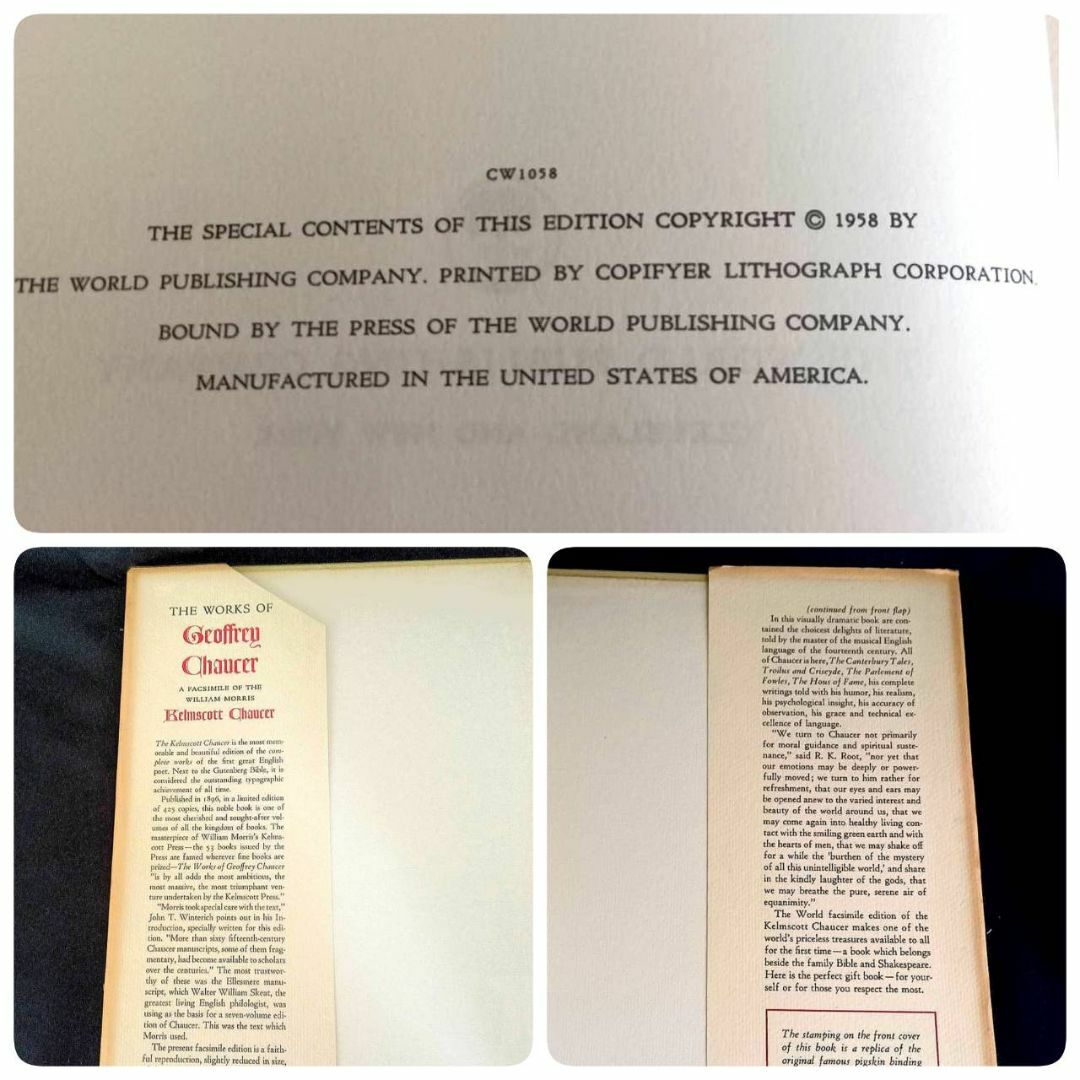 CW1058
THE SPECIAL CONTENTS OF THIS EDITION COPYRIGHT © 1958 BY
THE WORLD PUBLISHING COMPANY. PRINTED BY COPIFYER LITHOGRAPH CORPORATION.
BOUND BY THE PRESS OF THE WORLD PUBLISHING COMPANY.
MANUFACTURED IN THE UNITED STATES OF AMERICA.
THE WORKS OF
Geoffrey
Chaucer
A FACSIMILE OF THE
WILLIAM MORRIS
Kelmscott Chaucer
The Kelmscott Chaucer is the most mem-
orable and beautiful edition of the com-
plete works of the first great English
poet. Next to the Gutenberg Bible, it is
considered the outstanding typographic
achievement of all time.
Published in 1896, in a limited edition
of 425 copies, this noble book is one of
the most cherished and sought-after vol-
umes of all the kingdom of books. The
masterpiece of William Morris's Kelms-
cott Press—the 53 books issued by the
Press are famed wherever fine books are
prized—The Works of Geoffrey Chaucer
"is by all odds the most ambitious, the
most massive, the most triumphant ven-
ture undertaken by the Kelmscott Press."
"Morris took special care with the text,"
John T. Winterich points out in his In-
troduction, specially written for this edi-
tion. "More than sixty fifteenth-century
Chaucer manuscripts, some of them frag-
mentary, had become available to scholars
over the centuries." The most trustwor-
thy of these was the Ellesmere manu-
script, which Walter William Skeat, the
greatest living English philologist, was
using as the basis for a seven-volume edi-
tion of Chaucer. This was the text which
Morris used.
The present facsimile edition is a faith-
ful reproduction, slightly reduced in size,
(continued from front flap)
In this visually dramatic book are con-
tained the choicest delights of literature,
told by the master of the musical English
language of the fourteenth century. All
of Chaucer is here, The Canterbury Tales,
Troilus and Criseyde, The Parlement of
Fowles, The Hous of Fame, his complete
writings told with his humor, his realism,
his psychological insight, his accuracy of
observation, his grace and technical ex-
cellence of language.
"We turn to Chaucer not primarily
for moral guidance and spiritual suste-
nance," said R. K. Root, "nor yet that
our emotions may be deeply or power-
fully moved; we turn to him rather for
refreshment, that our eyes and ears may
be opened anew to the varied interest and
beauty of the world around us, that we
may come again into healthy living con-
tact with the smiling green earth and with
the hearts of men, that we may shake off
for a while the 'burthen of the mystery
of all this unintelligible world,' and share
in the kindly laughter of the gods, that
we may breathe the pure, serene air of
equanimity."
The World facsimile edition of the
Kelmscott Chaucer makes one of the
world's priceless treasures available to all
for the first time—a book which belongs
beside the family Bible and Shakespeare.
Here is the perfect gift book—for your-
self or for those you respect the most.
The stamping on the front cover
of this book is a replica of the
original famous pigskin binding